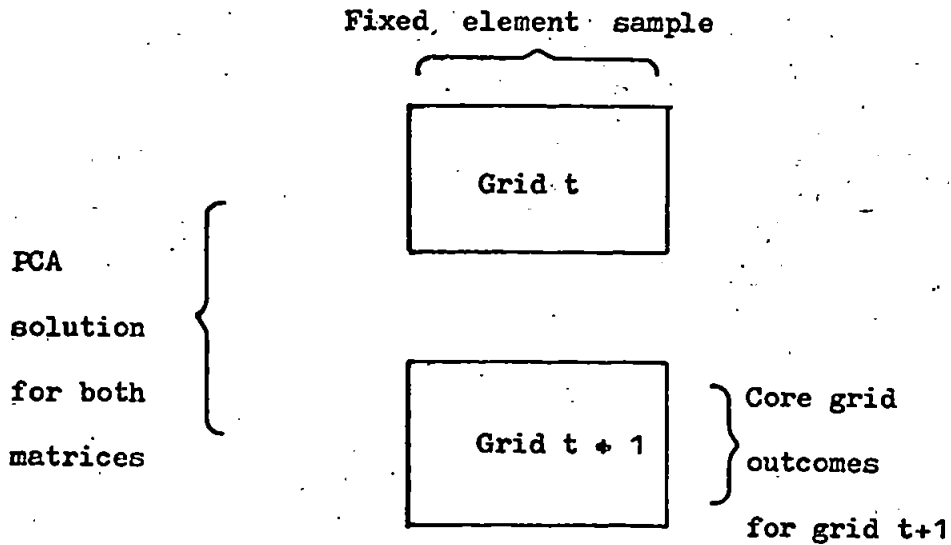 Fixed, element sample
Grid t
PCA
solution
for both
matrices
Grid t + 1
Core grid
outcomes
for grid t+1